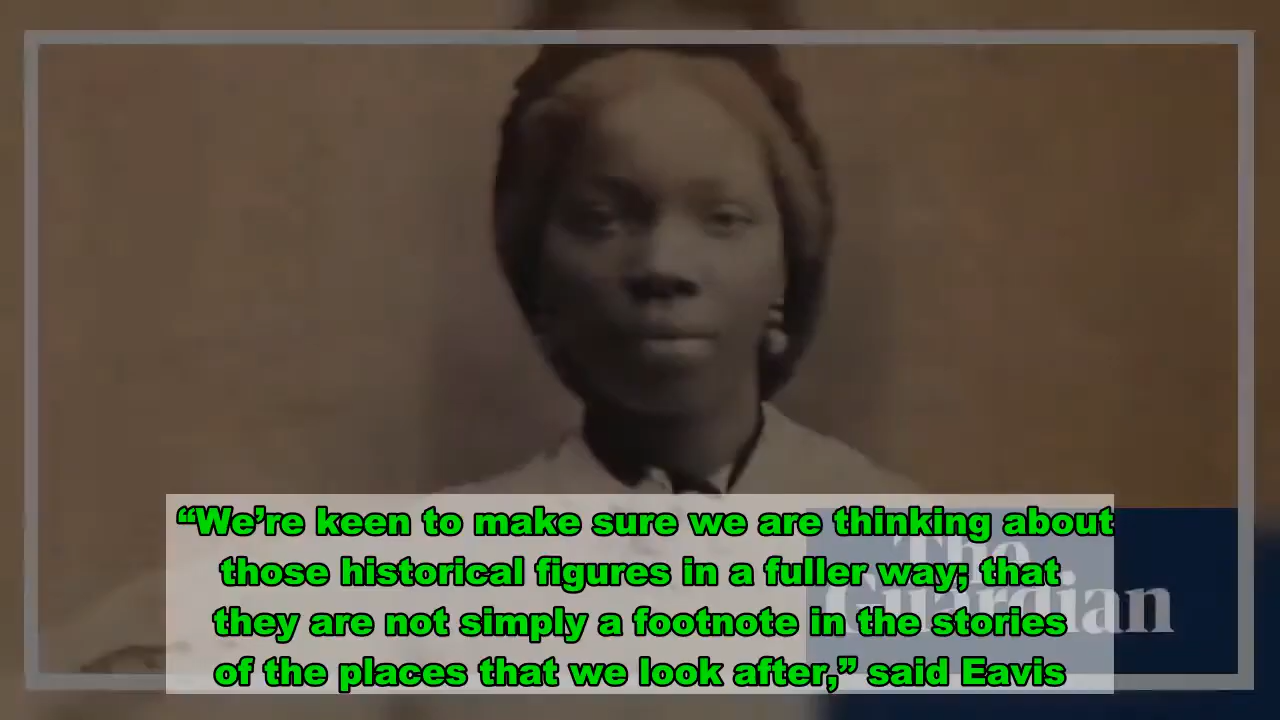 “We’re keen to make sure we are thinking about
those historical figures in a fuller way; that
they are not simply a footnote in the stories
of the places that we look after,” said Eavis
The
Guardian